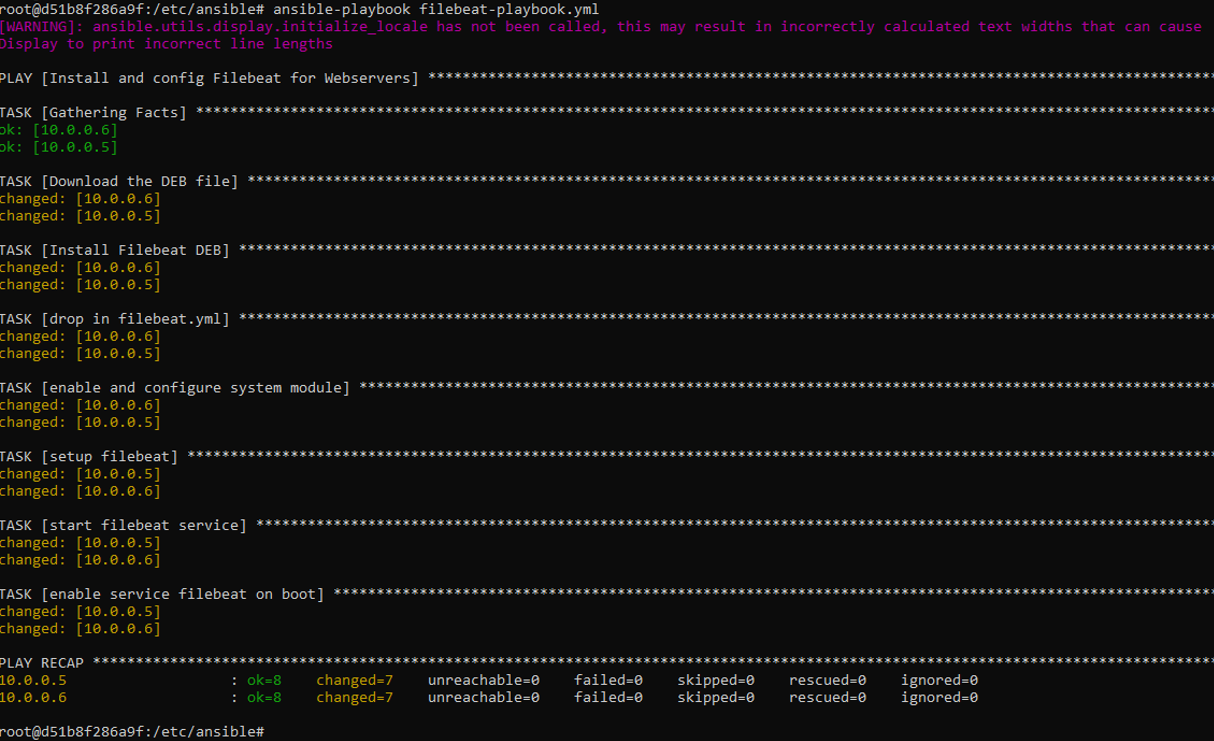 root@d51b8f286a9f:/etc/ansible# ansible-playbook filebeat-playbook.yml
[WARNING]: ansible.utils.display.initialize_locale has not been called, this may result in incorrectly calculated text widths that can cause
Display to print incorrect line lengths
PLAY [Install and config Filebeat for Webservers] *******************************************************************************************
TASK [Gathering Facts] **********************************************************************************************************************
ok: [10.0.0.6]
ok: [10.0.0.5]
TASK [Download the DEB file] ****************************************************************************************************************
changed: [10.0.0.6]
changed: [10.0.0.5]
TASK [Install Filebeat DEB] *****************************************************************************************************************
changed: [10.0.0.6]
changed: [10.0.0.5]
TASK [drop in filebeat.yml] *****************************************************************************************************************
changed: [10.0.0.6]
changed: [10.0.0.5]
TASK [enable and configure system module] ***************************************************************************************************
changed: [10.0.0.6]
changed: [10.0.0.5]
TASK [setup filebeat] ***********************************************************************************************************************
changed: [10.0.0.5]
changed: [10.0.0.6]
TASK [start filebeat service] ***************************************************************************************************************
changed: [10.0.0.5]
changed: [10.0.0.6]
TASK [enable service filebeat on boot] ******************************************************************************************************
changed: [10.0.0.5]
changed: [10.0.0.6]
PLAY RECAP **********************************************************************************************************************************
10.0.0.5                   : ok=8    changed=7    unreachable=0    failed=0    skipped=0    rescued=0    ignored=0
10.0.0.6                   : ok=8    changed=7    unreachable=0    failed=0    skipped=0    rescued=0    ignored=0
root@d51b8f286a9f:/etc/ansible#